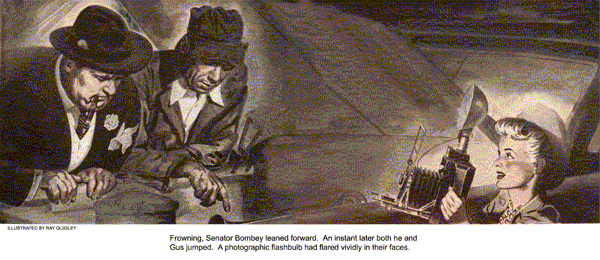 ILLUSTRATED BY RAY QUIGLEY
Frowning, Senator Bombey leaned forward. An instant later both he and
Gus jumped. A photographic flashbulb had flared vividly in their faces.